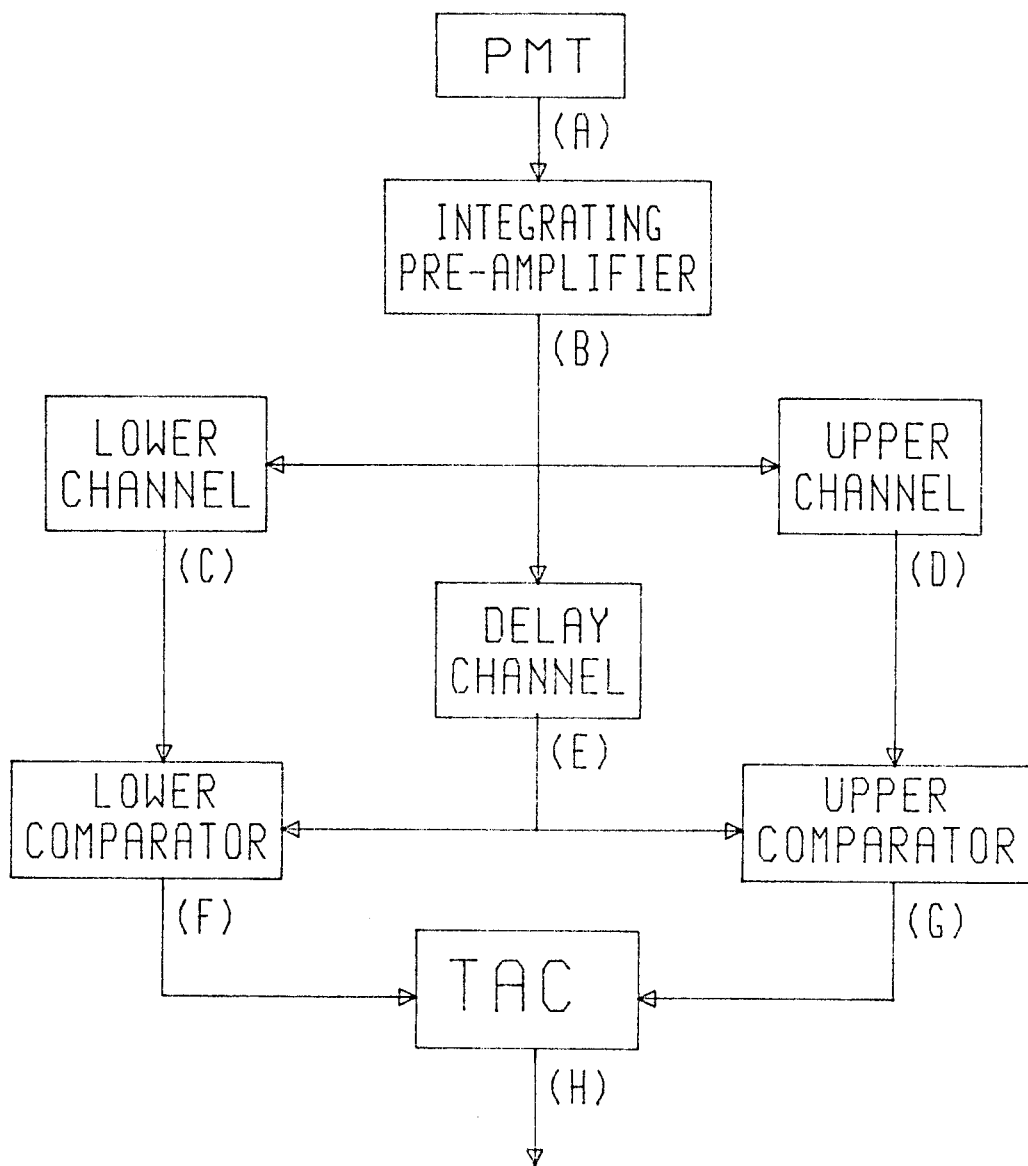 PMT
(A)
INTEGRATING
PRE-AMPLIFIER
(B)
LOWER
CHANNEL
UPPER
CHANNEL
(C)
(D)
DELAY
CHANNEL
(E)
LOWER
COMPARATOR
UPPER
COMPARATOR
(F)
(G)
TAC
(H)